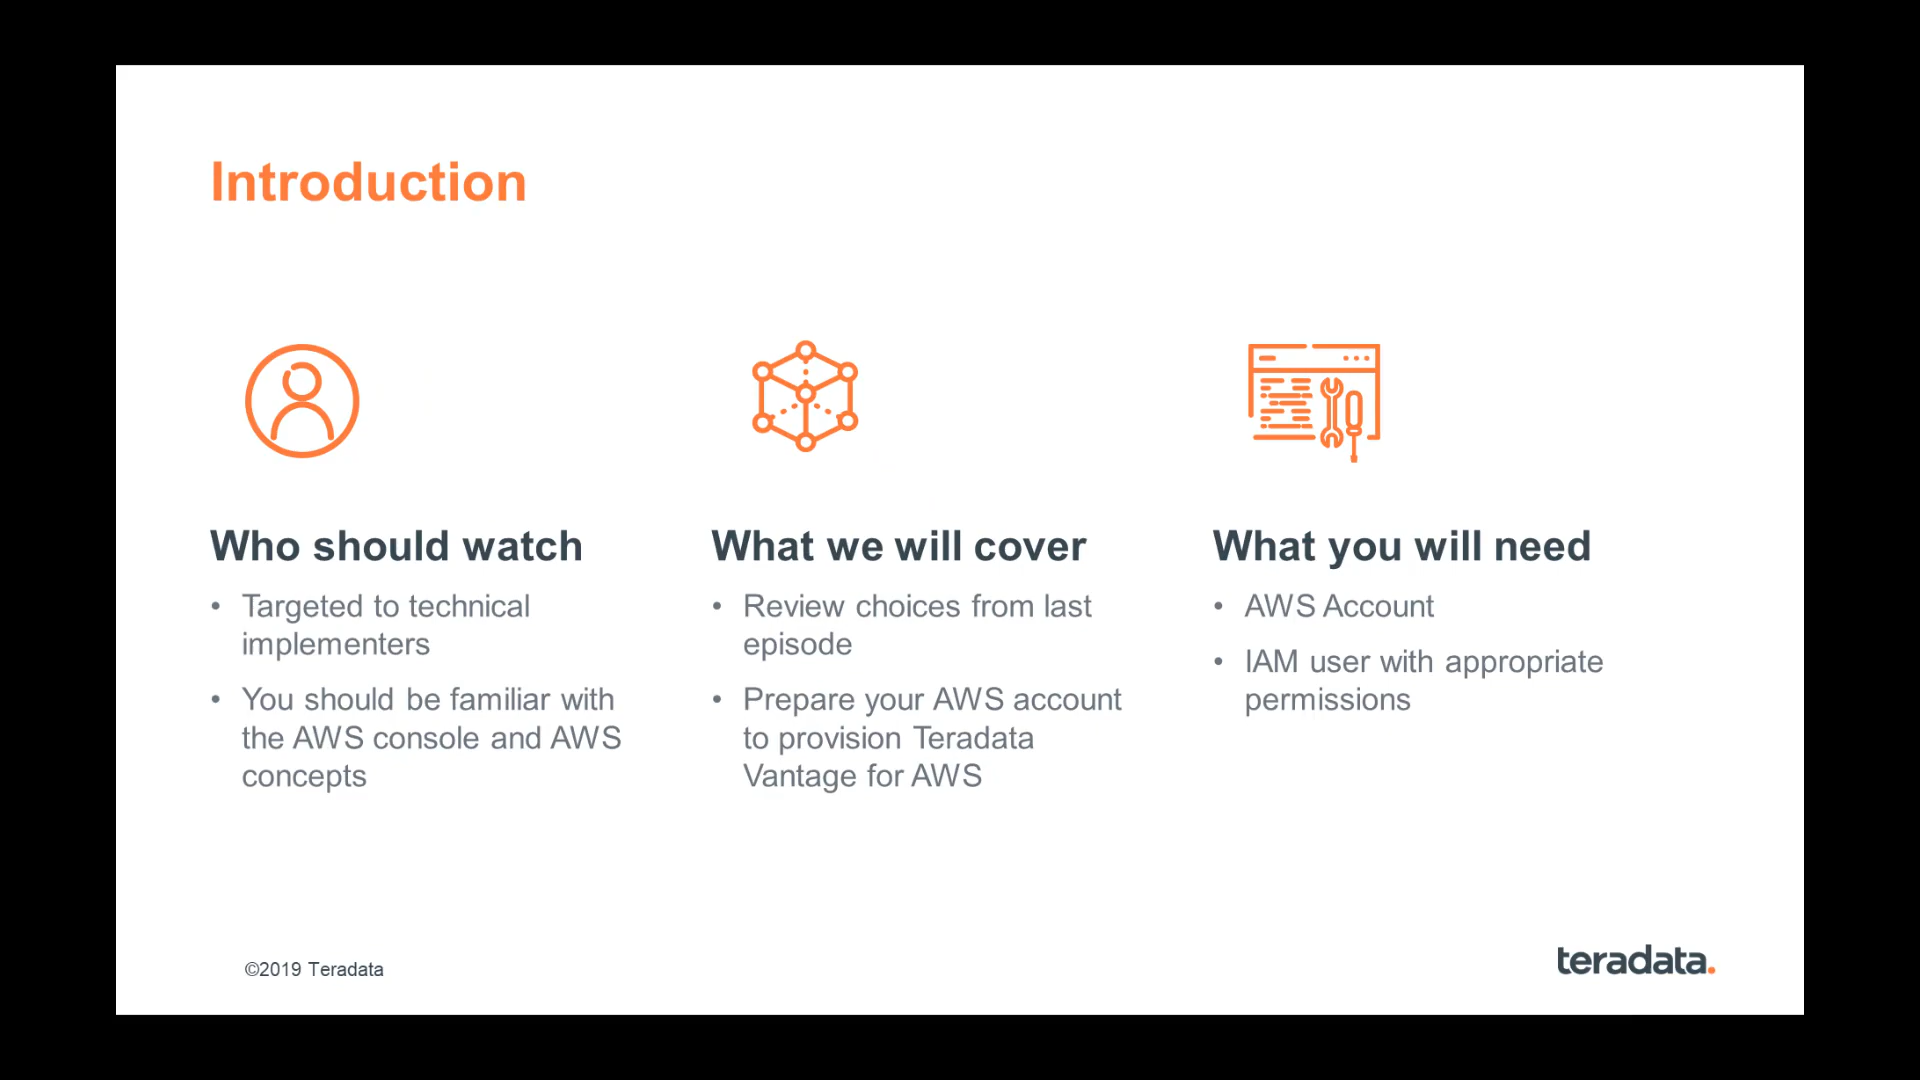 Introduction
Who should watch
• Targeted to technical
implementers
• You should be familiar with
the AWS console and AWS
concepts
What we will cover
• Review choices from last
episode
• Prepare your AWS account
to provision Teradata
Vantage for AWS
What you will need
• AWS Account
• IAM user with appropriate
permissions
©2019 Teradata
teradata.